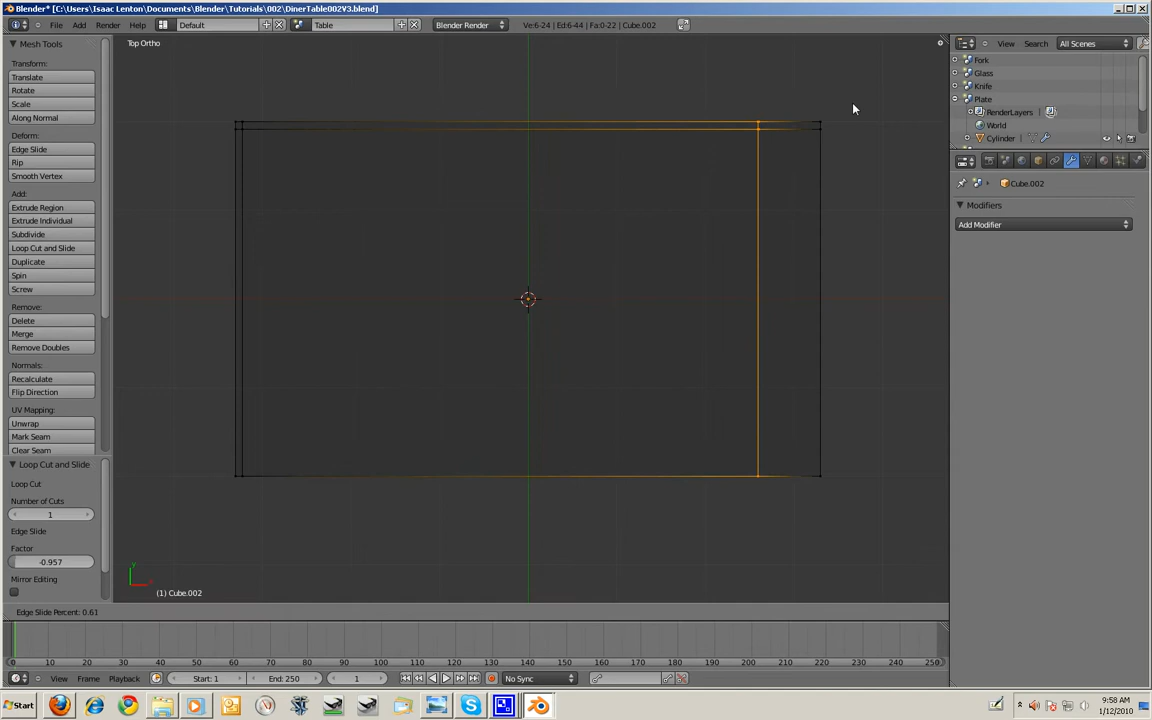 Blender* [C:\Users\Isaac Lenton\Documents\Blender\Tutorials\002\DinerTable002V3.blend]
File Add Render Help Default Table Blender Render Ve:6-24 | Ed:6-44 | Fa:0-22 | Cube.002
View Search All Scenes
Mesh Tools
Transform:
Translate
Rotate
Scale
Along Normal
Deform:
Edge Slide
Rip
Smooth Vertex
Add:
Extrude Region
Extrude Individual
Subdivide
Loop Cut and Slide
Duplicate
Spin
Screw
Remove:
Delete
Merge
Remove Doubles
Normals:
Recalculate
Flip Direction
UV Mapping:
Unwrap
Mark Seam
Clear Seam
Loop Cut and Slide
Loop Cut
Number of Cuts
1
Edge Slide
Factor
-0.957
Mirror Editing
Top Ortho
(1) Cube.002
Edge Slide Percent: 0.61
Fork
Glass
Knife
Plate
RenderLayers
World
Cylinder
Cube.002
Modifiers
Add Modifier
0 10 20 30 40 50 60 70 80 90 100 110 120 130 140 150 160 170 180 190 200 210 220 230 240 250
View Frame Playback Start: 1 End: 250 1 No Sync
Start
9:58 AM
1/12/2010